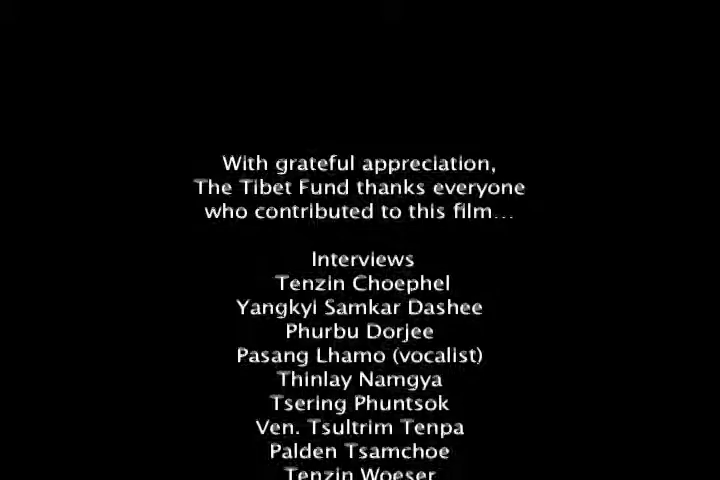 With grateful appreciation,
The Tibet Fund thanks everyone
who contributed to this film...
Interviews
Tenzin Choephel
Yangkyi Samkar Dashee
Phurbu Dorjee
Pasang Lhamo (vocalist)
Thinlay Namgya
Tsering Phuntsok
Ven. Tsultrim Tenpa
Palden Tsamchoe
Tenzin Woeser